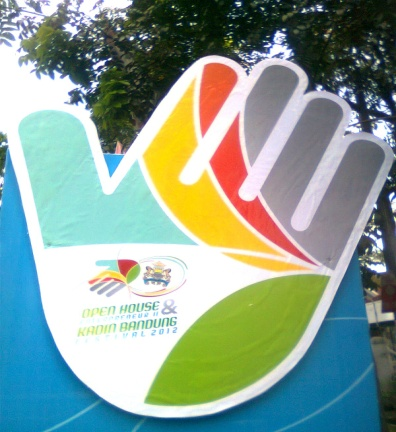 OPEN HOUSE
&
KADIN BANDUNG
FESTIVAL 2012